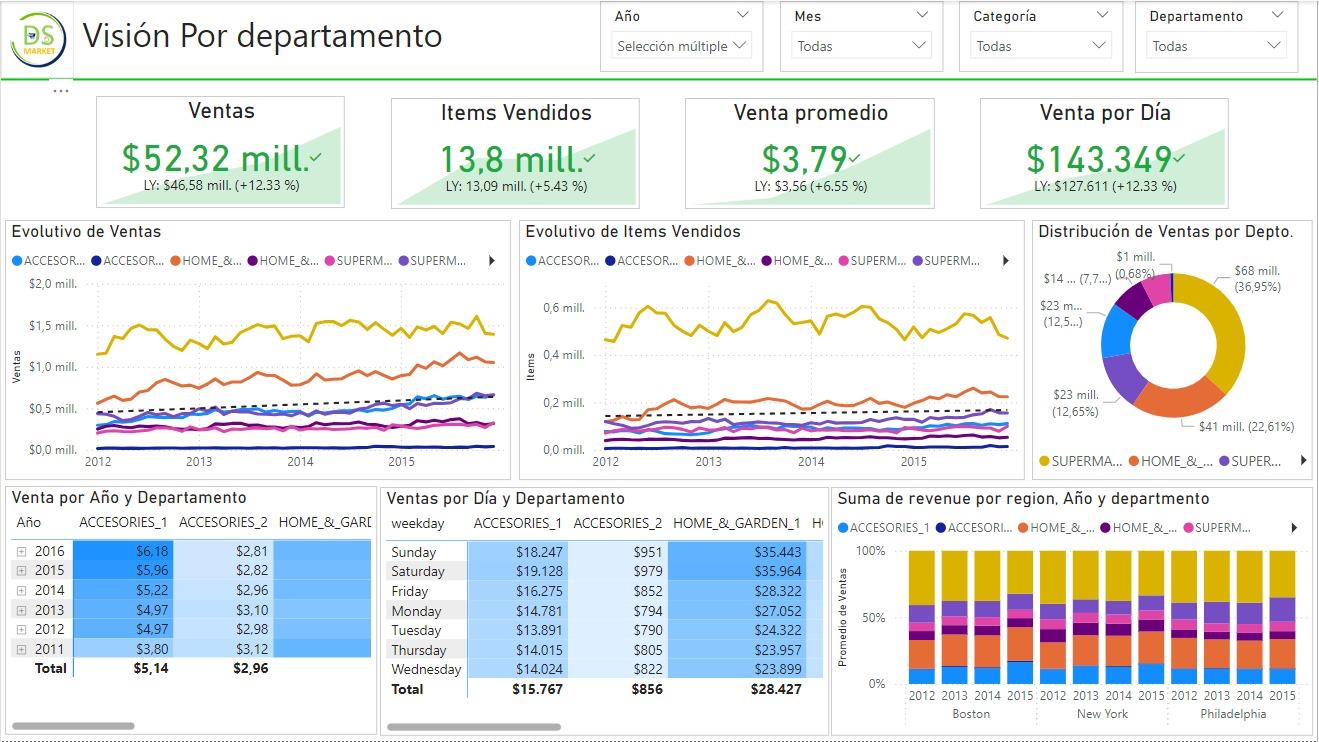 DS
MARKET
Visión Por departamento
Año
Selección múltiple
Mes
Todas
Categoría
Todas
Departamento
Todas
...
Ventas
$52,32 mill.
LY: $46,58 mill. (+12.33 %)
Items Vendidos
13,8 mill.
LY: 13,09 mill. (+5.43 %)
Venta promedio
$3,79
LY: $3,56 (+6.55 %)
Venta por Día
$143.349
LY: $127.611 (+12.33 %)
Evolutivo de Ventas
ACCESOR... ACCESOR... HOME_&... HOME_&... SUPERM... SUPERM...
Ventas
$2,0 mill.
$1,5 mill.
$1,0 mill.
$0,5 mill.
$0,0 mill.
2012 2013 2014 2015
Evolutivo de Items Vendidos
ACCESOR... ACCESOR... HOME_&... HOME_&... SUPERM... SUPERM...
Items
0,6 mill.
0,4 mill.
0,2 mill.
0,0 mill.
2012 2013 2014 2015
Distribución de Ventas por Depto.
$1 mill.
(0,68%)
$14 ... (7,7...)
$68 mill.
(36,95%)
$23 m...
(12,5...)
$23 mill.
(12,65%)
$41 mill. (22,61%)
SUPERMA... HOME_&_... SUPER...
Venta por Año y Departamento
Año ACCESORIES_1 ACCESORIES_2 HOME_&_GARD
2016 $6,18 $2,81
2015 $5,96 $2,82
2014 $5,22 $2,96
2013 $4,97 $3,10
2012 $4,97 $2,98
2011 $3,80 $3,12
Total $5,14 $2,96
Ventas por Día y Departamento
weekday ACCESORIES_1 ACCESORIES_2 HOME_&_GARDEN_1 H
Sunday $18.247 $951 $35.443
Saturday $19.128 $979 $35.964
Friday $16.275 $852 $28.322
Monday $14.781 $794 $27.052
Tuesday $13.891 $790 $24.322
Thursday $14.015 $805 $23.957
Wednesday $14.024 $822 $23.899
Total $15.767 $856 $28.427
Suma de revenue por region, Año y departmento
ACCESORIES_1 ACCESORI... HOME_&_... HOME_&_... SUPERM...
Promedio de Ventas
100%
50%
0%
2012 2013 2014 2015 2012 2013 2014 2015 2012 2013 2014 2015
Boston New York Philadelphia